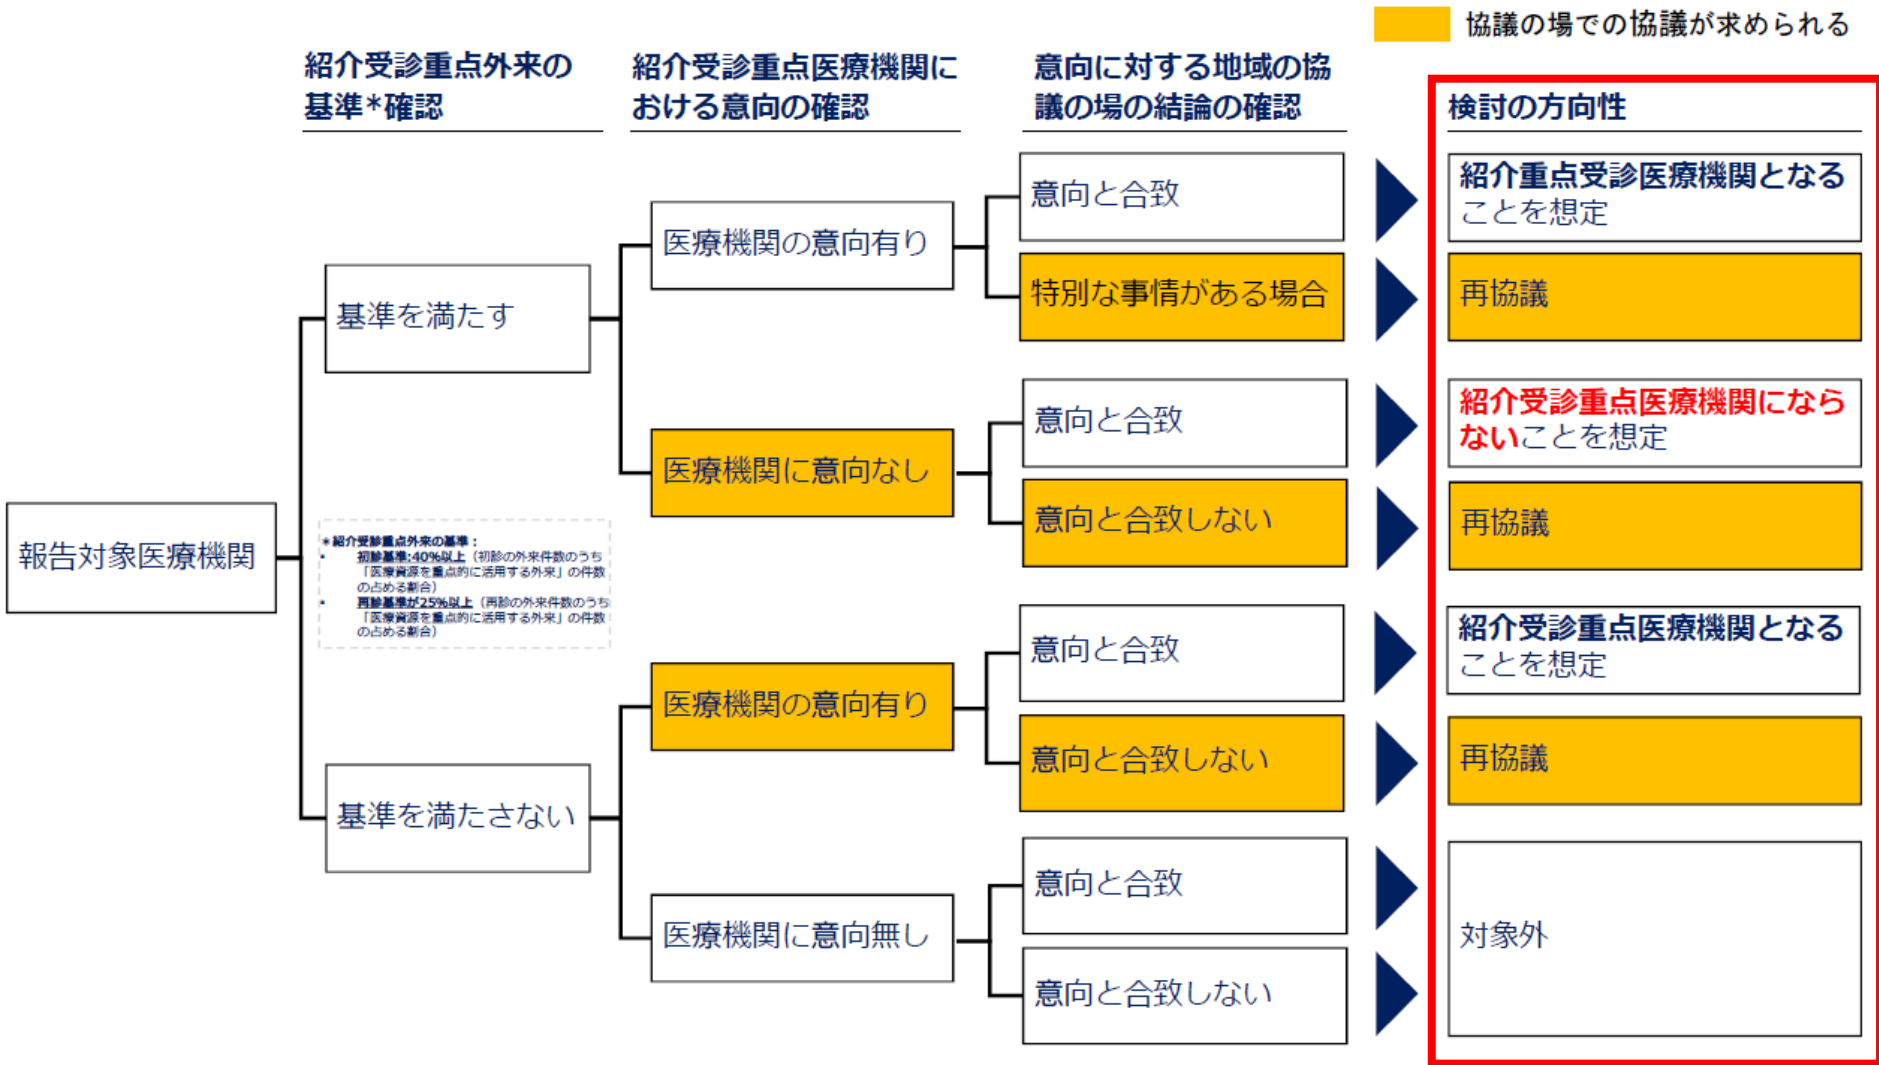 協議の場での協議が求められる
紹介受診重点外来の
基準*確認
紹介受診重点医療機関に
おける意向の確認
意向に対する地域の協
議の場の結論の確認
検討の方向性
報告対象医療機関
基準を満たす
基準を満たさない
*紹介受診重点外来の基準：
▪ 初診基準:40%以上（初診の外来件数のうち
「医療資源を重点的に活用する外来」の件数
の占める割合）
▪ 再診基準が25%以上（再診の外来件数のうち
「医療資源を重点的に活用する外来」の件数
の占める割合）
医療機関の意向有り
医療機関に意向なし
医療機関の意向有り
医療機関に意向無し
意向と合致
特別な事情がある場合
意向と合致
意向と合致しない
意向と合致
意向と合致しない
意向と合致
意向と合致しない
紹介重点受診医療機関となる
ことを想定
再協議
紹介受診重点医療機関になら
ないことを想定
再協議
紹介受診重点医療機関となる
ことを想定
再協議
対象外